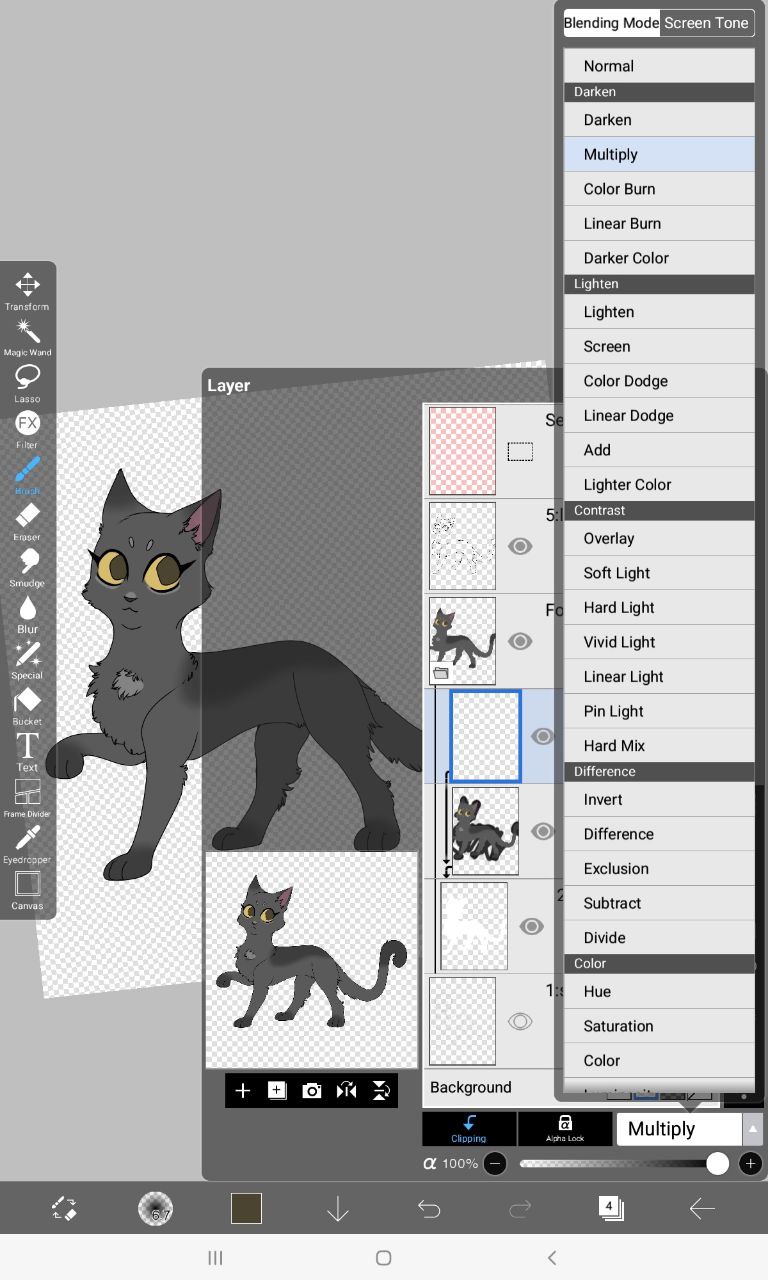 Blending Mode Screen Tone
Normal
Darken
Darken
Multiply
Color Burn
Linear Burn
Darker Color
Lighten
Lighten
Screen
Color Dodge
Linear Dodge
Add
Lighter Color
Contrast
Overlay
Soft Light
Hard Light
Vivid Light
Linear Light
Pin Light
Hard Mix
Difference
Invert
Difference
Exclusion
Subtract
Divide
Color
Hue
Saturation
Color
Transform
Magic Wand
Lasso
FX
Filter
Brush
Eraser
Smudge
Blur
Special
Bucket
T
Text
Frame Divider
Eyedropper
Canvas
Layer
Se
5:
Fo
2
1:s
Background
Clipping
α
Alpha Lock
Multiply
α 100%
6.7
4